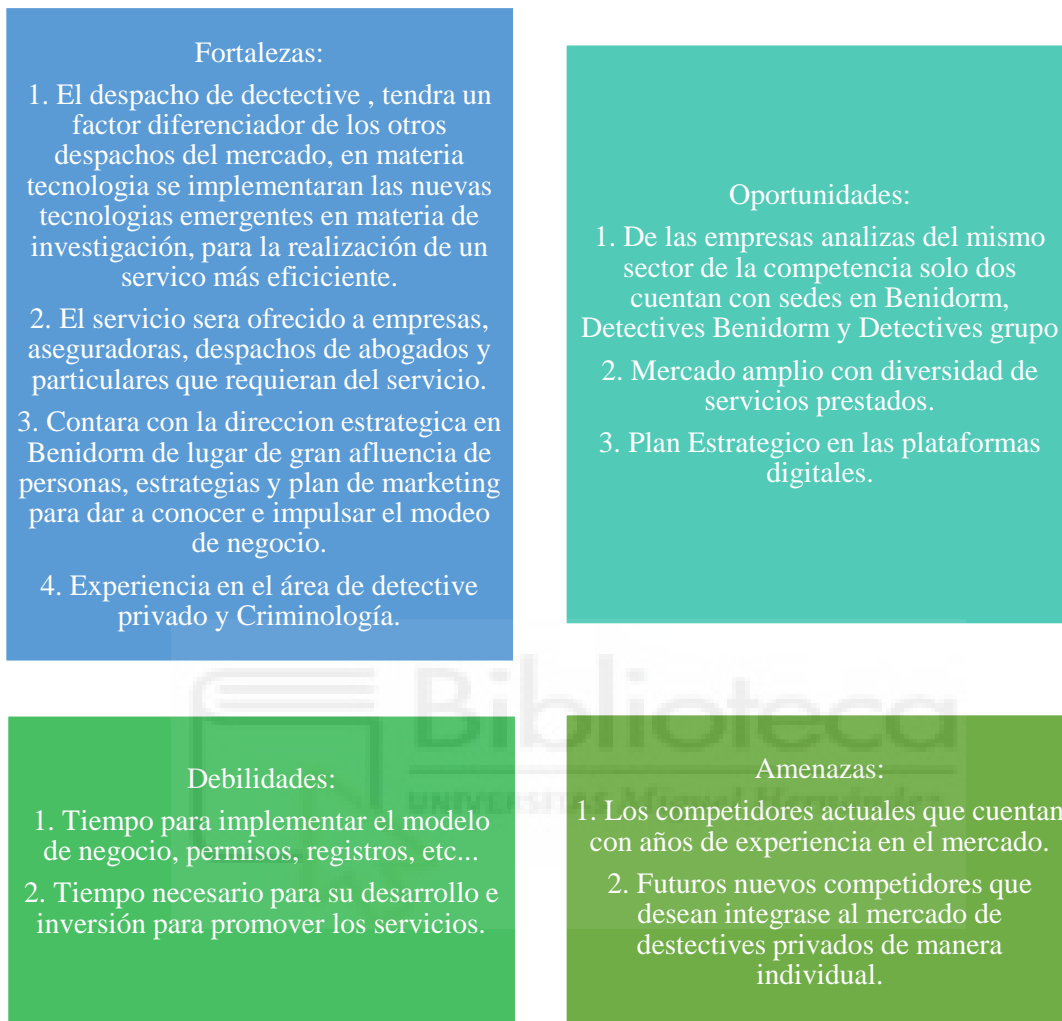 Fortalezas:
1. El despacho de dectective , tendra un
factor diferenciador de los otros
despachos del mercado, en materia
tecnologia se implementaran las nuevas
tecnologias emergentes en materia de
investigación, para la realización de un
servico más eficiciente.
2. El servicio sera ofrecido a empresas,
aseguradoras, despachos de abogados y
particulares que requieran del servicio.
3. Contara con la direccion estrategica en
Benidorm de lugar de gran afluencia de
personas, estrategias y plan de marketing
para dar a conocer e impulsar el modeo
de negocio.
4. Experiencia en el área de detective
privado y Criminología.
Oportunidades:
1. De las empresas analizas del mismo
sector de la competencia solo dos
cuentan con sedes en Benidorm,
Detectives Benidorm y Detectives grupo
2. Mercado amplio con diversidad de
servicios prestados.
3. Plan Estrategico en las plataformas
digitales.
Biblioteca
UNIVERSITAS Miguel Hernández
Debilidades:
1. Tiempo para implementar el modelo
de negocio, permisos, registros, etc...
2. Tiempo necesario para su desarrollo e
inversión para promover los servicios.
Amenazas:
1. Los competidores actuales que cuentan
con años de experiencia en el mercado.
2. Futuros nuevos competidores que
desean integrase al mercado de
destectives privados de manera
individual.